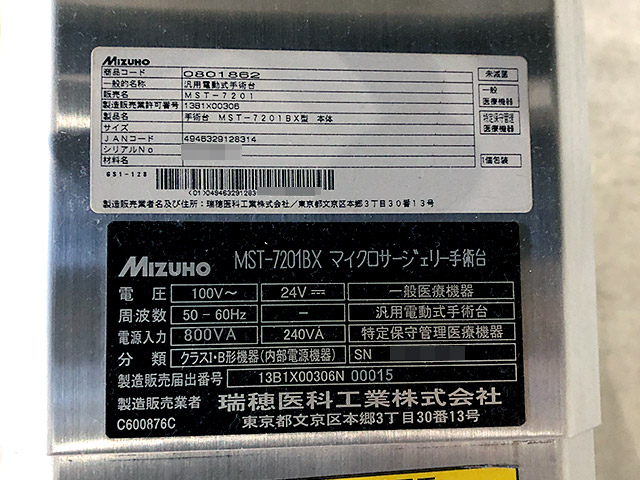 MIZUHO
商品コード 0801862
一般的名称 汎用電動式手術台
販売名 MST-7201
製造販売業許可番号 13B1X00306
製品名 手術台 MST-7201BX型 本体
サイズ
JANコード 4946329128314
シリアルNo
材料名
未滅菌
一般
医療機器
特定保守管理
医療機器
1個包装
GS1-128
(01)049463291283
製造販売業者名及び住所:瑞穂医科工業株式会社/東京都文京区本郷3丁目30番13号
MIZUHO MST-7201BX マイクロサージェリー手術台
電圧 100V~ 24V⎓ 一般医療機器
周波数 50-60Hz - 汎用電動式手術台
電源入力 800VA 240VA 特定保守管理医療機器
分類 クラスI・B形機器(内部電源機器) SN
製造販売届出番号 13B1X00306N 00015
製造販売業者 瑞穂医科工業株式会社
C600876C 東京都文京区本郷3丁目30番13号